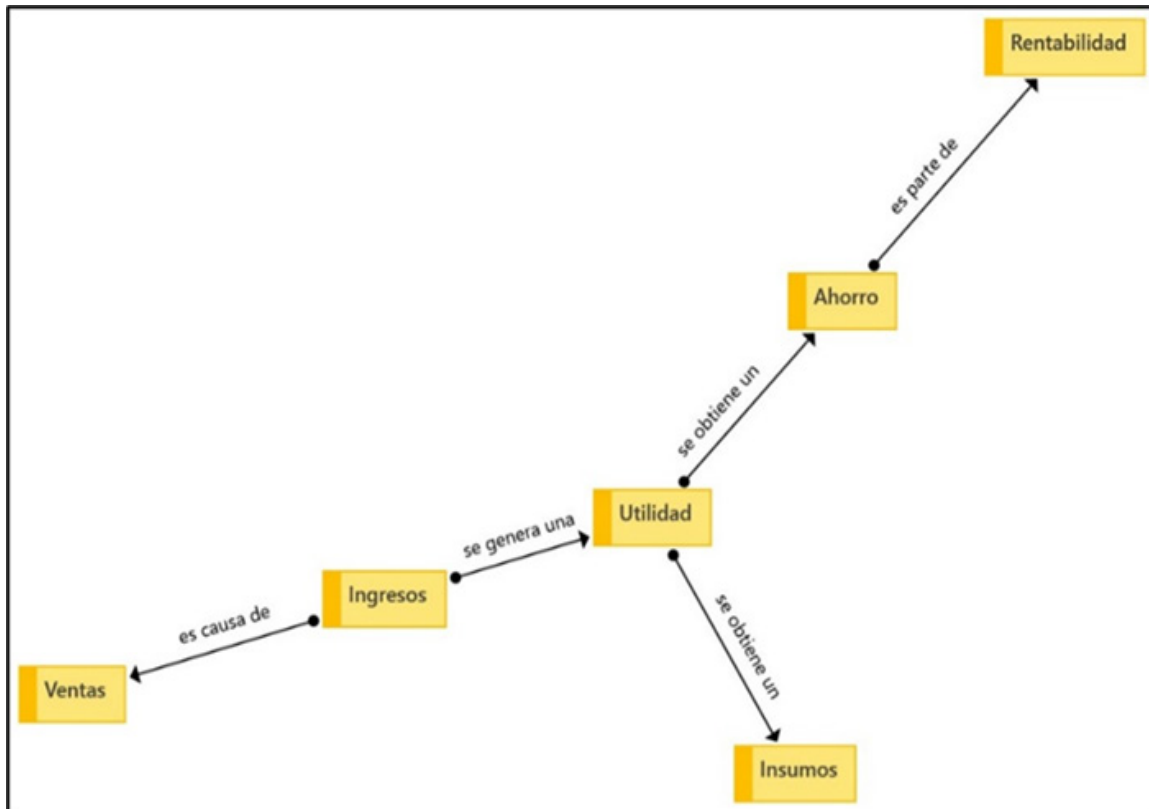 Rentabilidad
es parte de
Ahorro
se obtiene un
Utilidad
se genera una
Ingresos
es causa de
se obtiene un
Ventas
Insumos